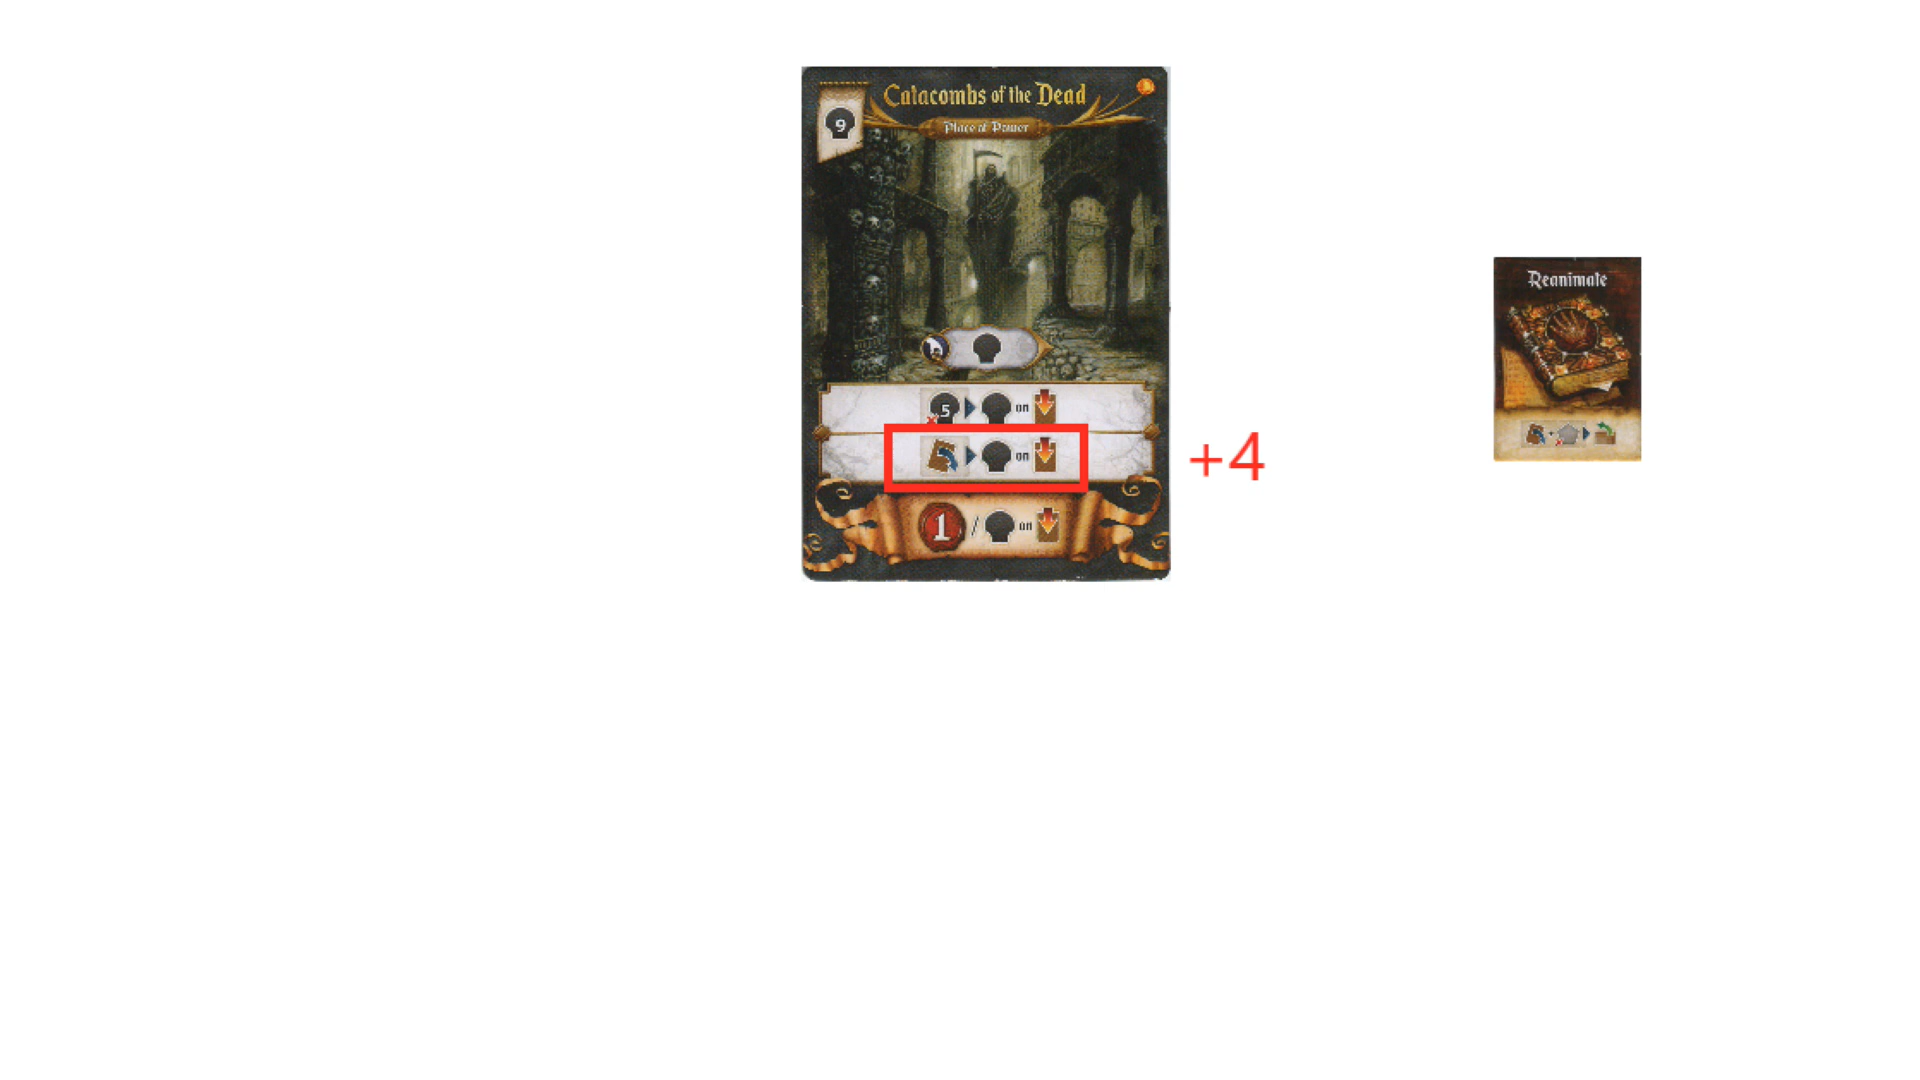 Catacombs of the Dead
9
Place of Power
5 on
on
+4
1 / on
Reanimate